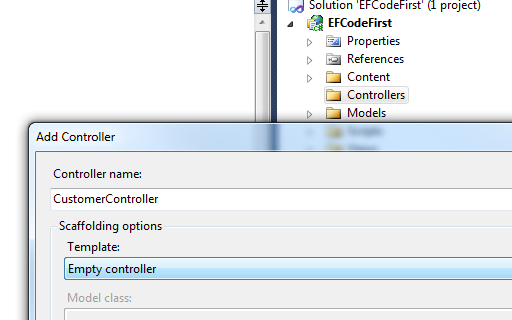 Solution 'EFCodeFirst' (1 project)
EFCodeFirst
Properties
References
Content
Controllers
Models
Scripts
Add Controller
Controller name:
CustomerController
Scaffolding options
Template:
Empty controller
Model class: